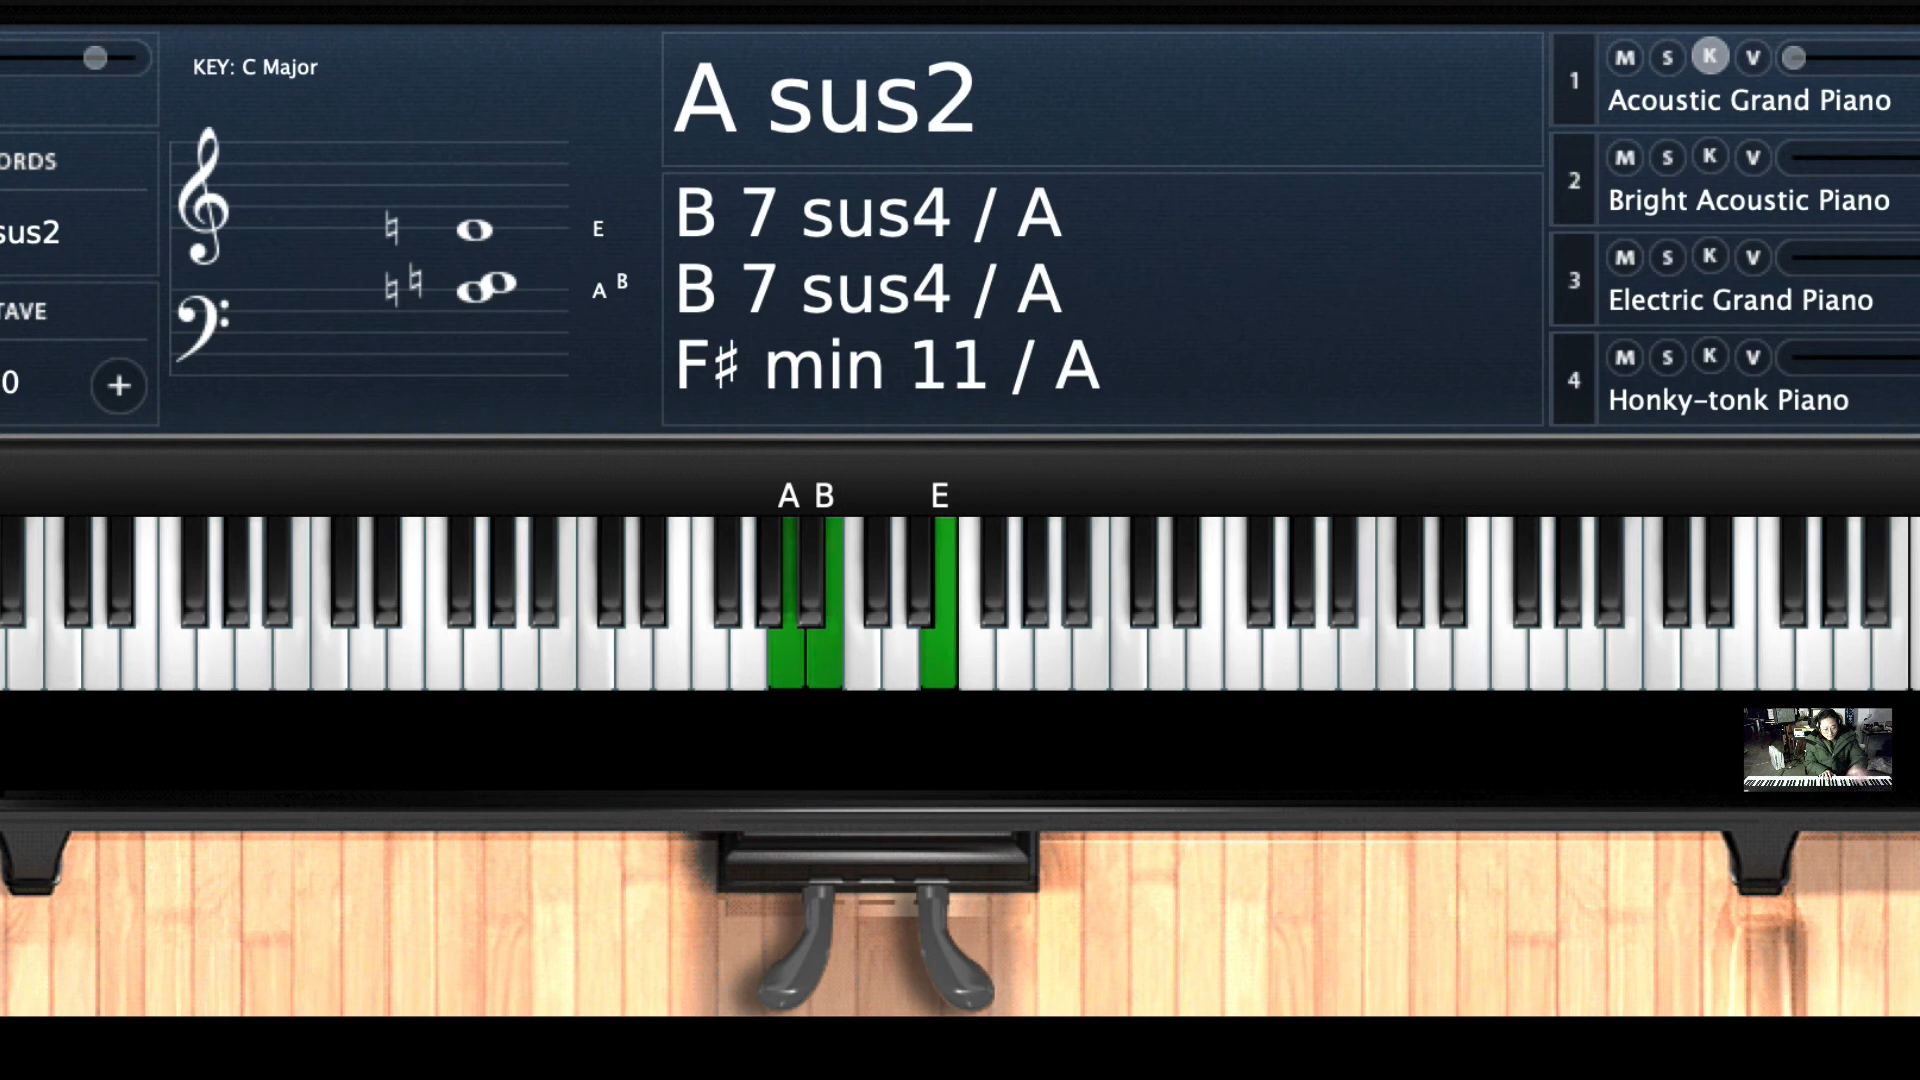 KEY: C Major
ORDS
sus2
TAVE
0
+
E
A B
A sus2
B 7 sus4 / A
B 7 sus4 / A
F♯ min 11 / A
1 M S K V
Acoustic Grand Piano
2 M S K V
Bright Acoustic Piano
3 M S K V
Electric Grand Piano
4 M S K V
Honky-tonk Piano
A B E